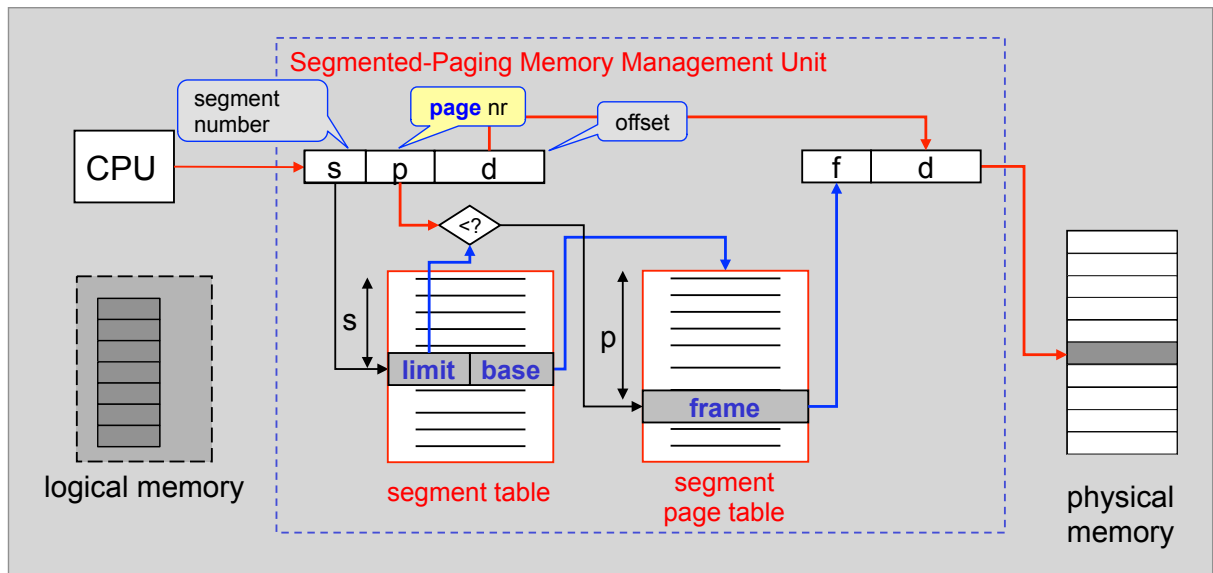 Segmented-Paging Memory Management Unit
segment
number
page nr
offset
CPU
s
p
d
f
d
<?
s
p
limit
base
frame
logical memory
segment table
segment
page table
physical
memory